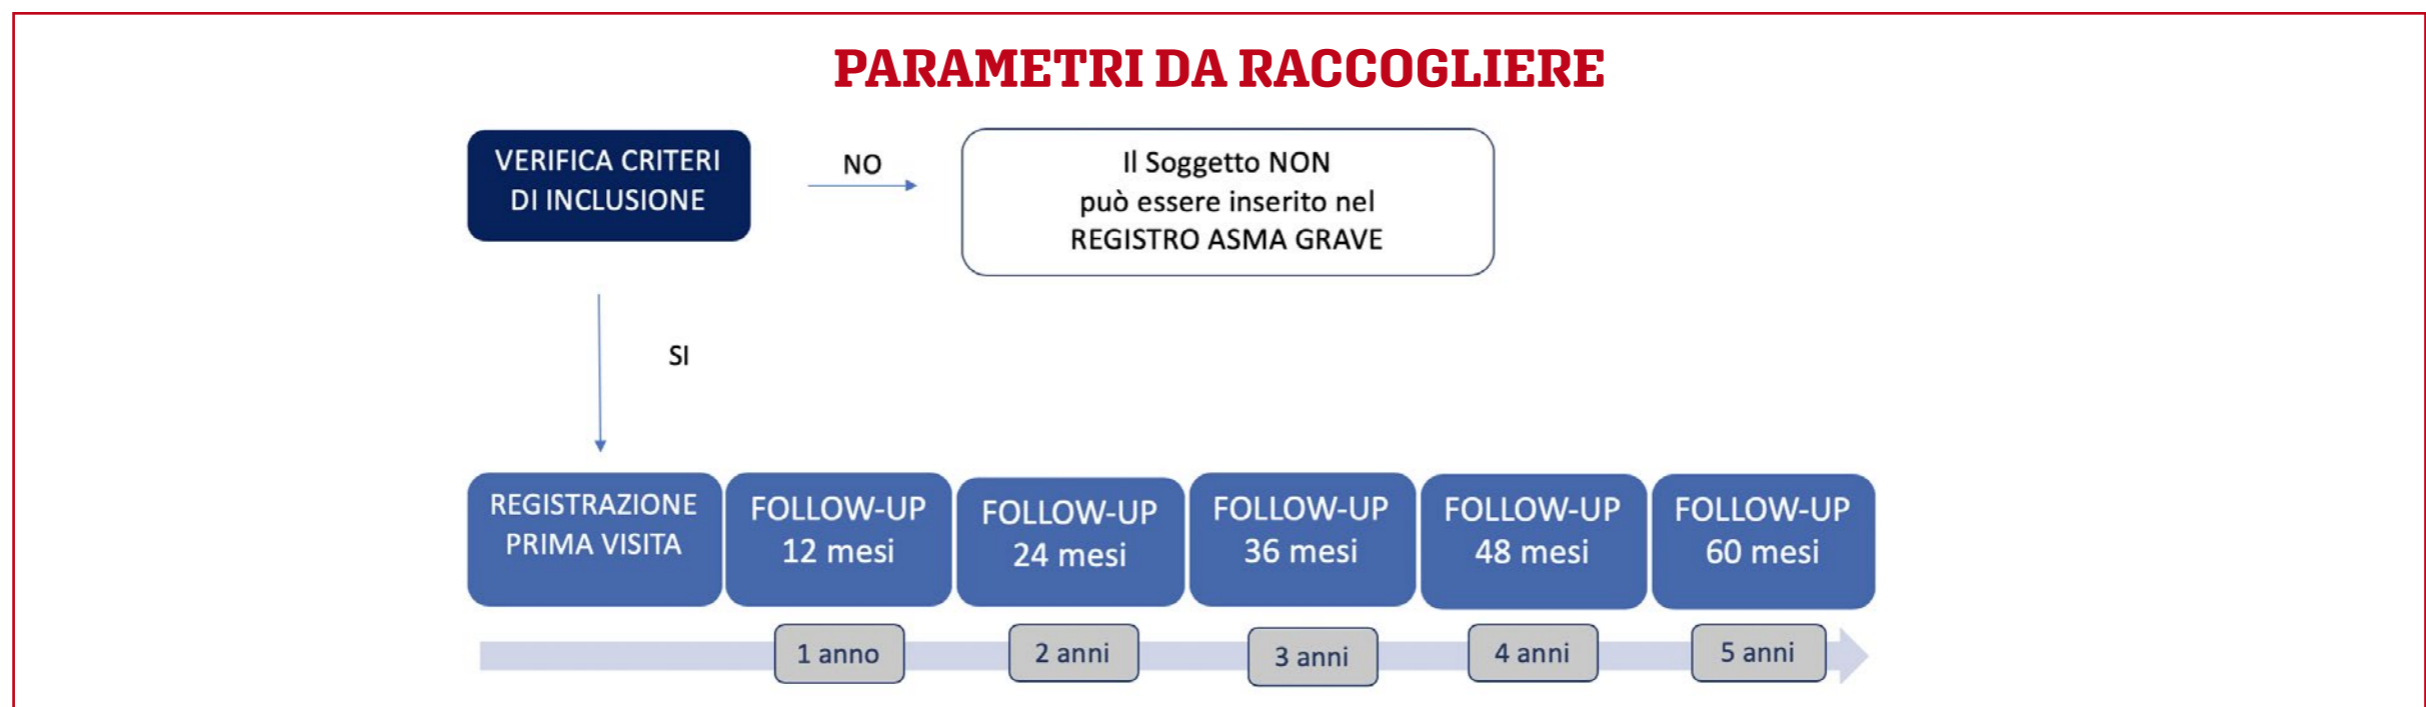 PARAMETRI DA RACCOGLIERE
VERIFICA CRITERI
DI INCLUSIONE
NO
Il Soggetto NON
può essere inserito nel
REGISTRO ASMA GRAVE
SI
REGISTRAZIONE
PRIMA VISITA
FOLLOW-UP
12 mesi
FOLLOW-UP
24 mesi
FOLLOW-UP
36 mesi
FOLLOW-UP
48 mesi
FOLLOW-UP
60 mesi
1 anno
2 anni
3 anni
4 anni
5 anni